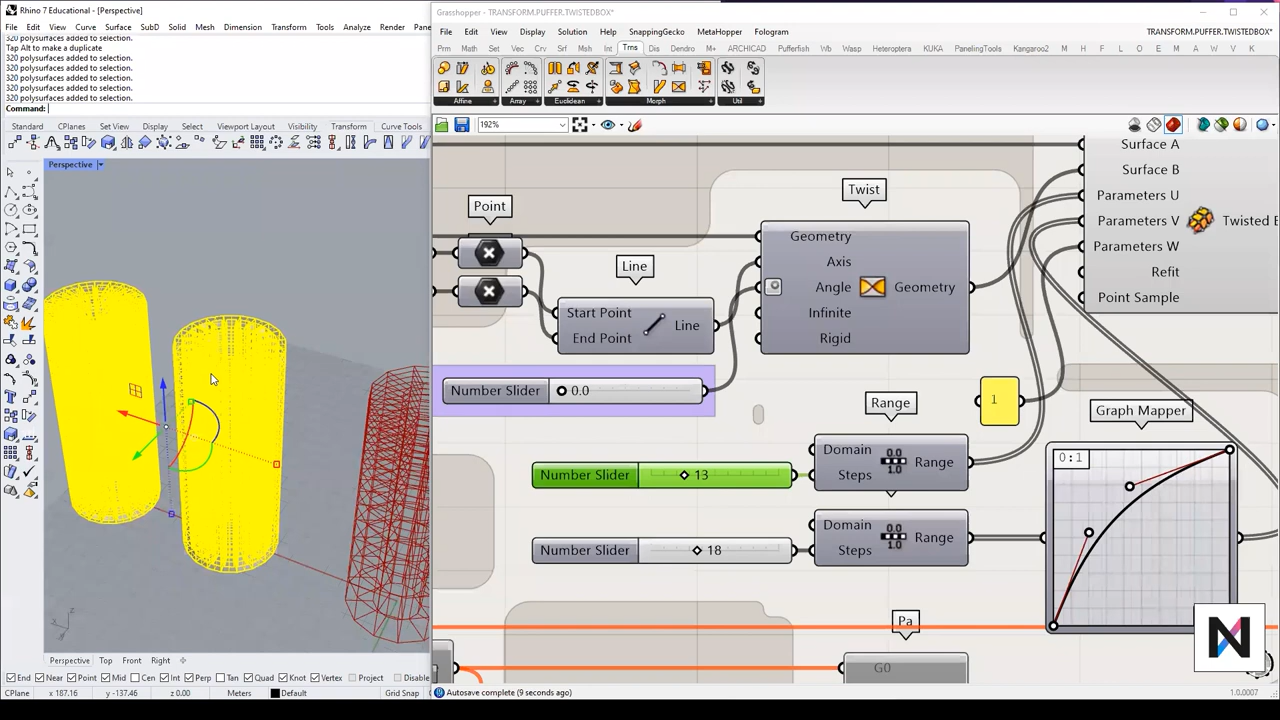 Rhino 7 Educational - [Perspective]
File Edit View Curve Surface SubD Solid Mesh Dimension Transform Tools Analyze Render Pane
320 polysurfaces added to selection.
Tap Alt to make a duplicate
320 polysurfaces added to selection.
320 polysurfaces added to selection.
320 polysurfaces added to selection.
320 polysurfaces added to selection.
320 polysurfaces added to selection.
Command:
Standard CPlanes Set View Display Select Viewport Layout Visibility Transform Curve Tools
Perspective
Perspective Top Front Right
End Near Point Mid Cen Int Perp Tan Quad Knot Vertex Project Disable
CPlane x 187.16 y -137.46 z 0.00 Meters Default Grid Snap
Grasshopper - TRANSFORM.PUFFER.TWISTEDBOX*
File Edit View Display Solution Help SnappingGecko MetaHopper Fologram TRANSFORM.PUFFER.TWISTEDBOX*
Prm Math Set Vec Crv Srf Msh Int Trns Dis Dendro M+ ARCHICAD Pufferfish Wb Wasp Heteroptera KUKA PanelingTools Kangaroo2 M H F L O E M A S F A W V K
Affine Array Euclidean Morph Util
192%
Point
Line
Start Point
End Point
Line
Twist
Geometry
Axis
Angle
Infinite
Rigid
Geometry
Surface A
Surface B
Parameters U
Parameters V
Parameters W
Refit
Point Sample
Number Slider 0.0
1
Range
Number Slider 13
Domain
Steps
Range
Number Slider 18
Domain
Steps
Range
Graph Mapper
0:1
Pa
G0
N
Autosave complete (9 seconds ago)
1.0.0007